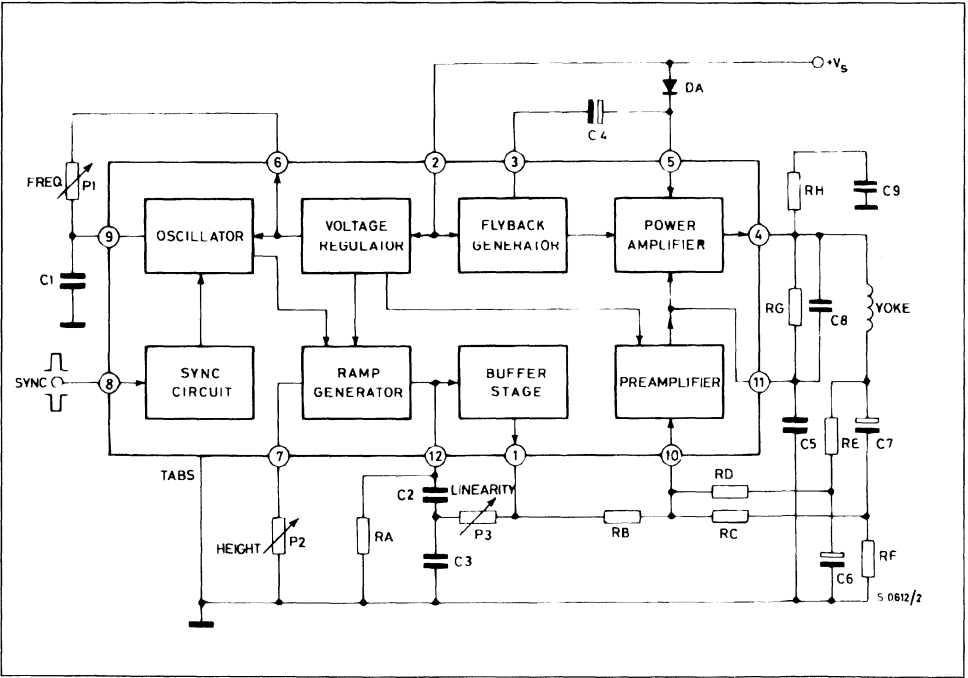 +Vs
DA
C4
6
2
3
5
FREQ
P1
RH
C9
9
OSCILLATOR
VOLTAGE
REGULATOR
FLYBACK
GENERATOR
POWER
AMPLIFIER
4
C1
RG
C8
YOKE
SYNC
8
SYNC
CIRCUIT
RAMP
GENERATOR
BUFFER
STAGE
PREAMPLIFIER
11
C5
RE
C7
TABS
7
12
1
10
C2
LINEARITY
RD
HEIGHT
P2
RA
P3
RB
RC
C3
C6
RF
S-0612/2